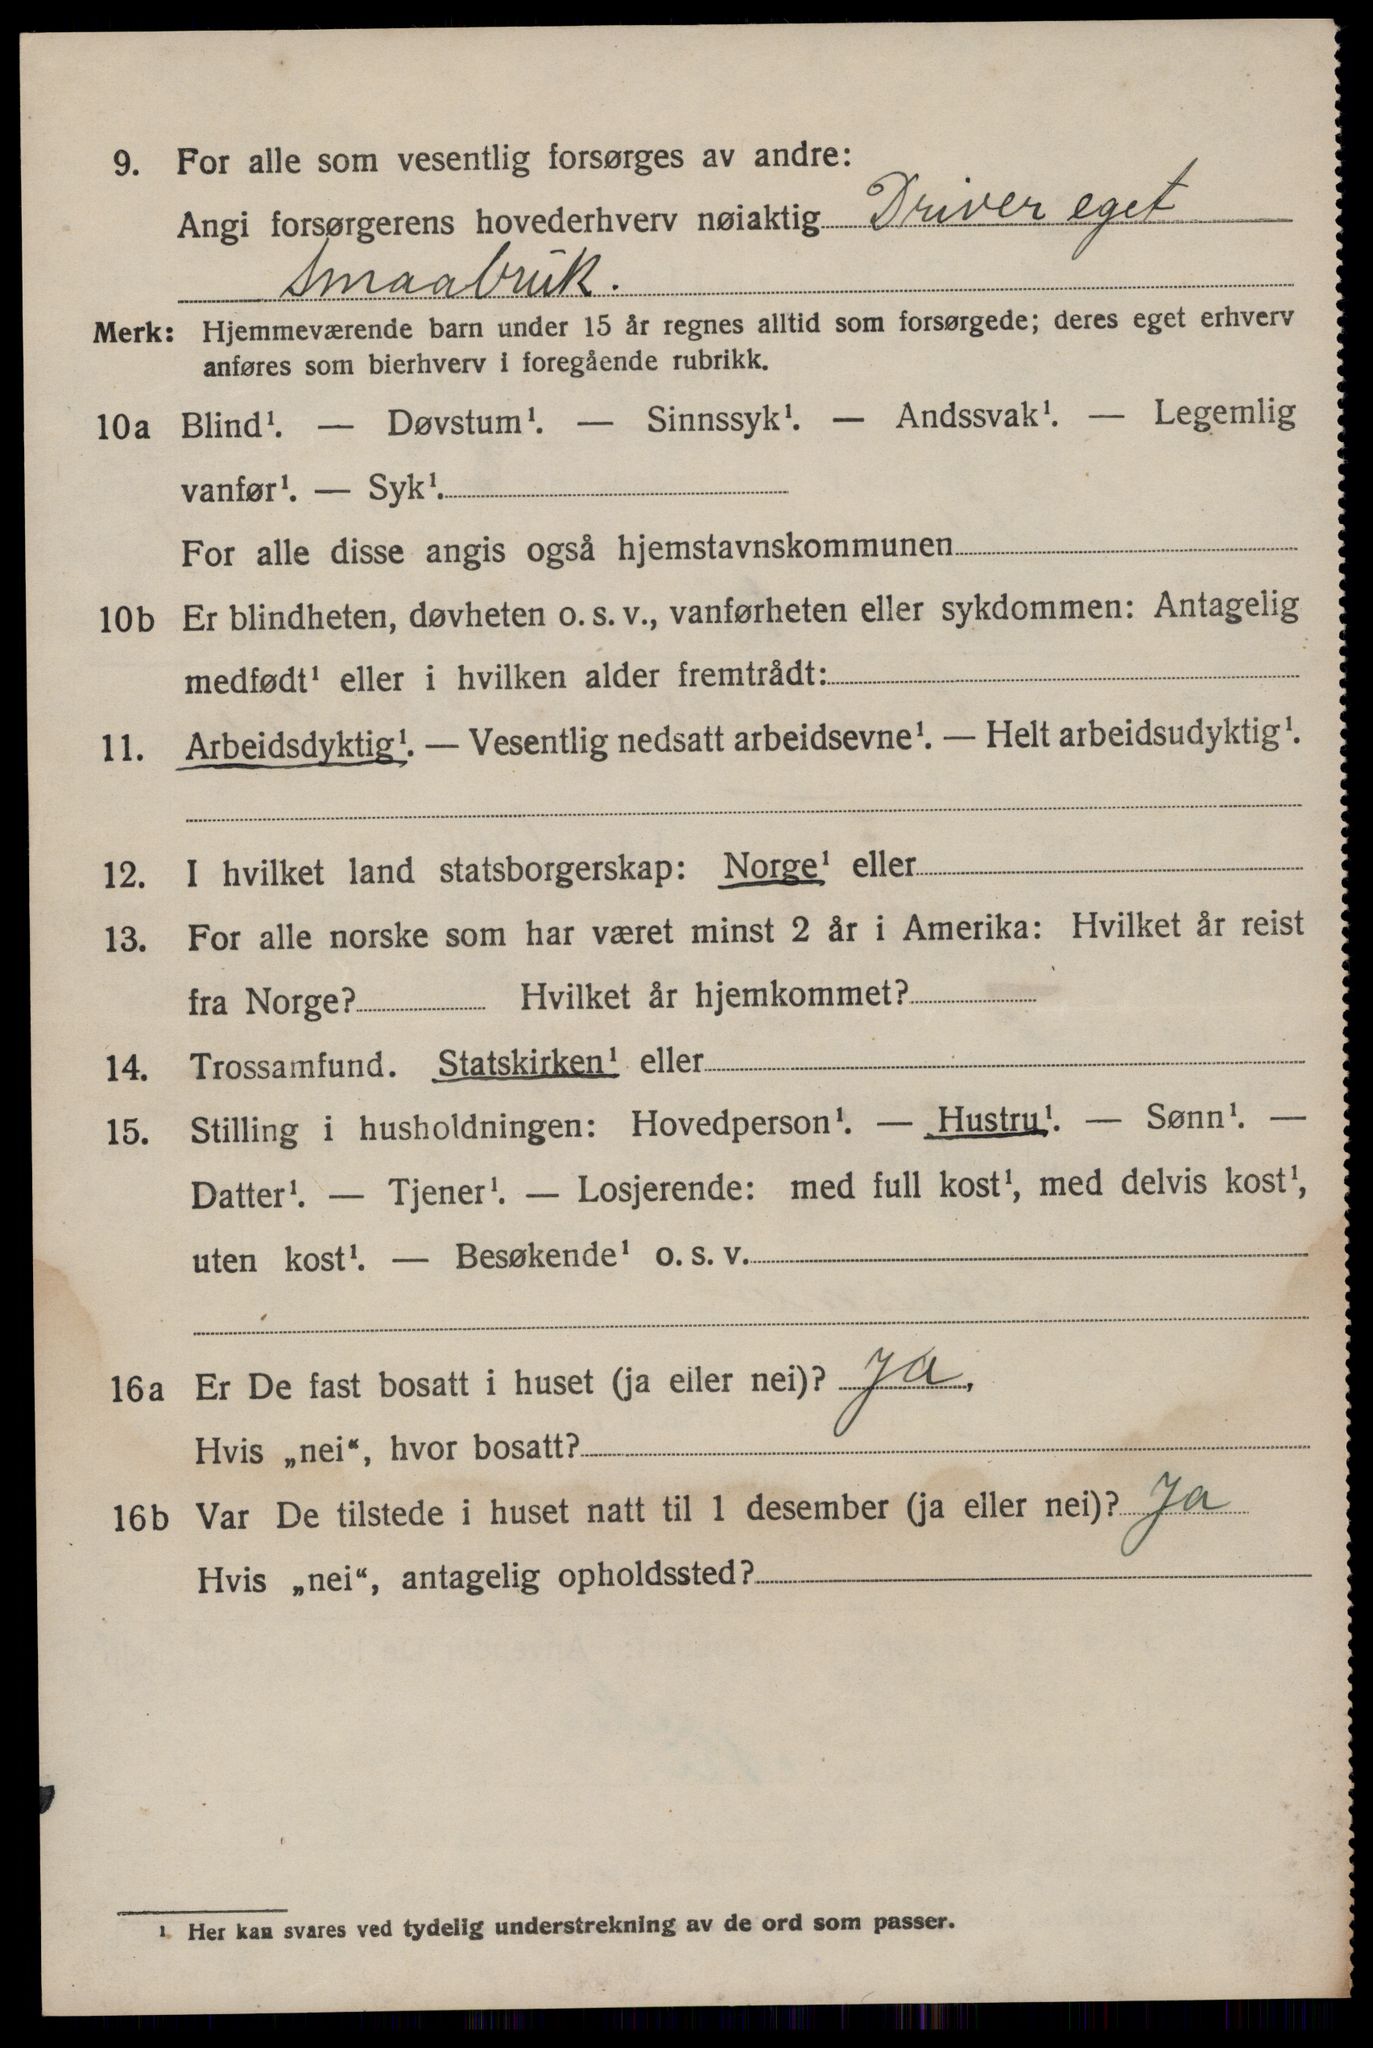 9. For alle som vesentlig forsørges av andre:
Angi forsørgerens hovederhverv nøiaktig Driver eget
Smaabruk.
Merk: Hjemmeværende barn under 15 år regnes alltid som forsørgede; deres eget erhverv
anføres som bierhverv i foregående rubrikk.
10a Blind¹. — Døvstum¹. — Sinnssyk¹. — Andssvak¹. — Legemlig
vanfør¹. — Syk¹.
For alle disse angis også hjemstavnskommunen
10b Er blindheten, døvheten o. s. v., vanførheten eller sykdommen: Antagelig
medfödt¹ eller i hvilken alder fremtrådt:
11. Arbeidsdyktig¹. — Vesentlig nedsatt arbeidsevne¹. — Helt arbeidsudyktig¹.
12. I hvilket land statsborgerskap: Norge¹ eller
13. For alle norske som har været minst 2 år i Amerika: Hvilket år reist
fra Norge? Hvilket år hjemkommet?
14. Trossamfund. Statskirken¹ eller
15. Stilling i husholdningen: Hovedperson¹. — Hustru¹. — Sønn¹. —
Datter¹. — Tjener¹. — Losjerende: med full kost¹, med delvis kost¹,
uten kost¹. — Besøkende¹ o. s. v.
16a Er De fast bosatt i huset (ja eller nei)? Ja.
Hvis „nei“, hvor bosatt?
16b Var De tilstede i huset natt til 1 desember (ja eller nei)? Ja
Hvis „nei“, antagelig opholdssted?
¹ Her kan svares ved tydelig understrekning av de ord som passer.